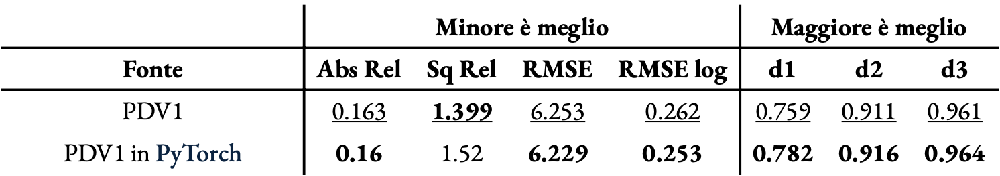 Minore è meglio Maggiore è meglio
Fonte Abs Rel Sq Rel RMSE RMSE log d1 d2 d3
PDV1 0.163 1.399 6.253 0.262 0.759 0.911 0.961
PDV1 in PyTorch 0.16 1.52 6.229 0.253 0.782 0.916 0.964